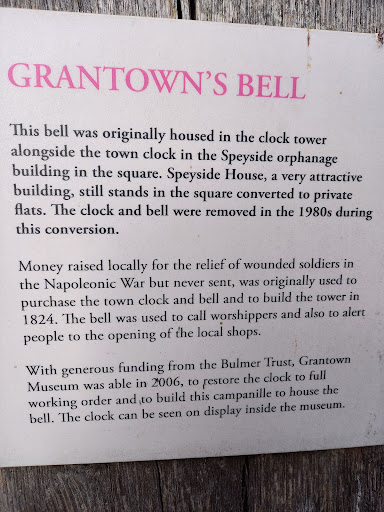 GRANTOWN'S BELL
This bell was originally housed in the clock tower
alongside the town clock in the Speyside orphanage
building in the square. Speyside House, a very attractive
building, still stands in the square converted to private
flats. The clock and bell were removed in the 1980s during
this conversion.
Money raised locally for the relief of wounded soldiers in
the Napoleonic War but never sent, was originally used to
purchase the town clock and bell and to build the tower in
1824. The bell was used to call worshippers and also to alert
people to the opening of the local shops.
With generous funding from the Bulmer Trust, Grantown
Museum was able in 2006, to restore the clock to full
working order and to build this campanille to house the
bell. The clock can be seen on display inside the museum.